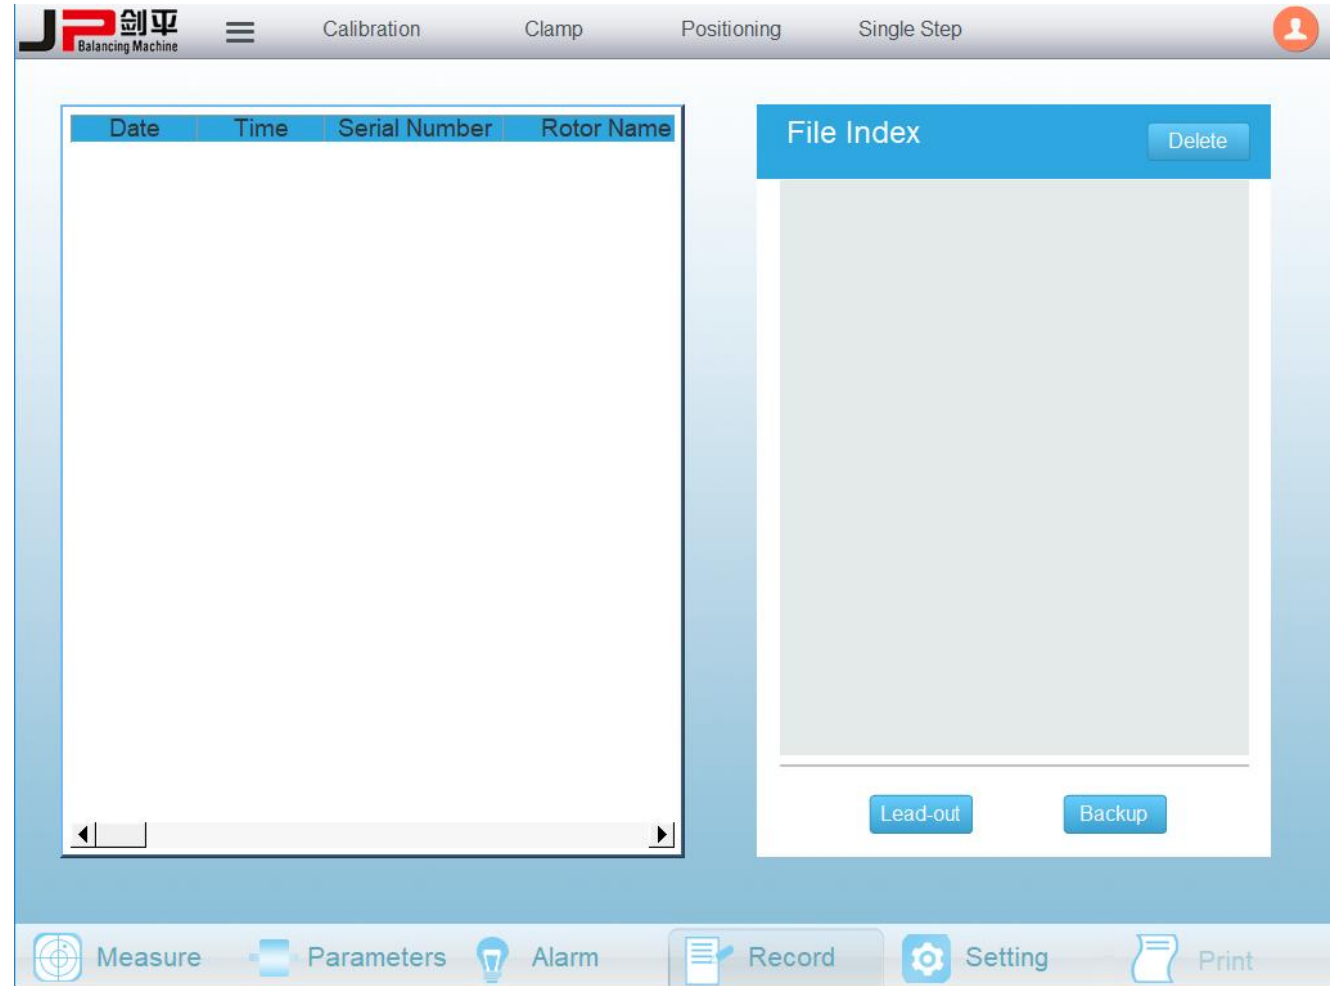 JP 剑平
Balancing Machine
Calibration Clamp Positioning Single Step
Date Time Serial Number Rotor Name
File Index
Delete
Lead-out Backup
Measure Parameters Alarm Record Setting Print